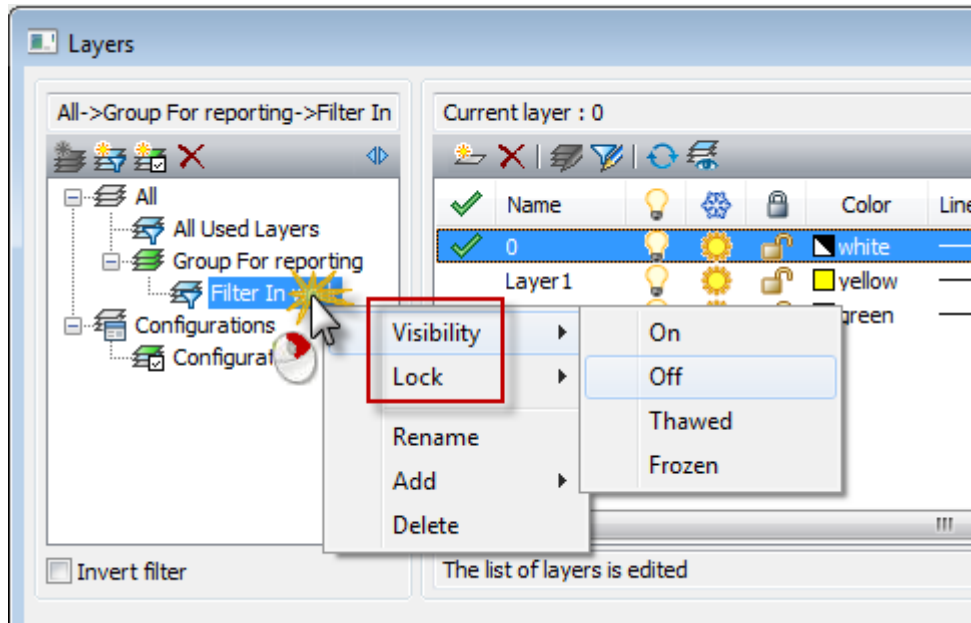 Layers
All->Group For reporting->Filter In
Current layer : 0
Name
Color
Line
All
All Used Layers
Group For reporting
Filter In
Configurations
0
white
Layer1
yellow
green
Visibility
Lock
Rename
Add
Delete
On
Off
Thawed
Frozen
Invert filter
The list of layers is edited